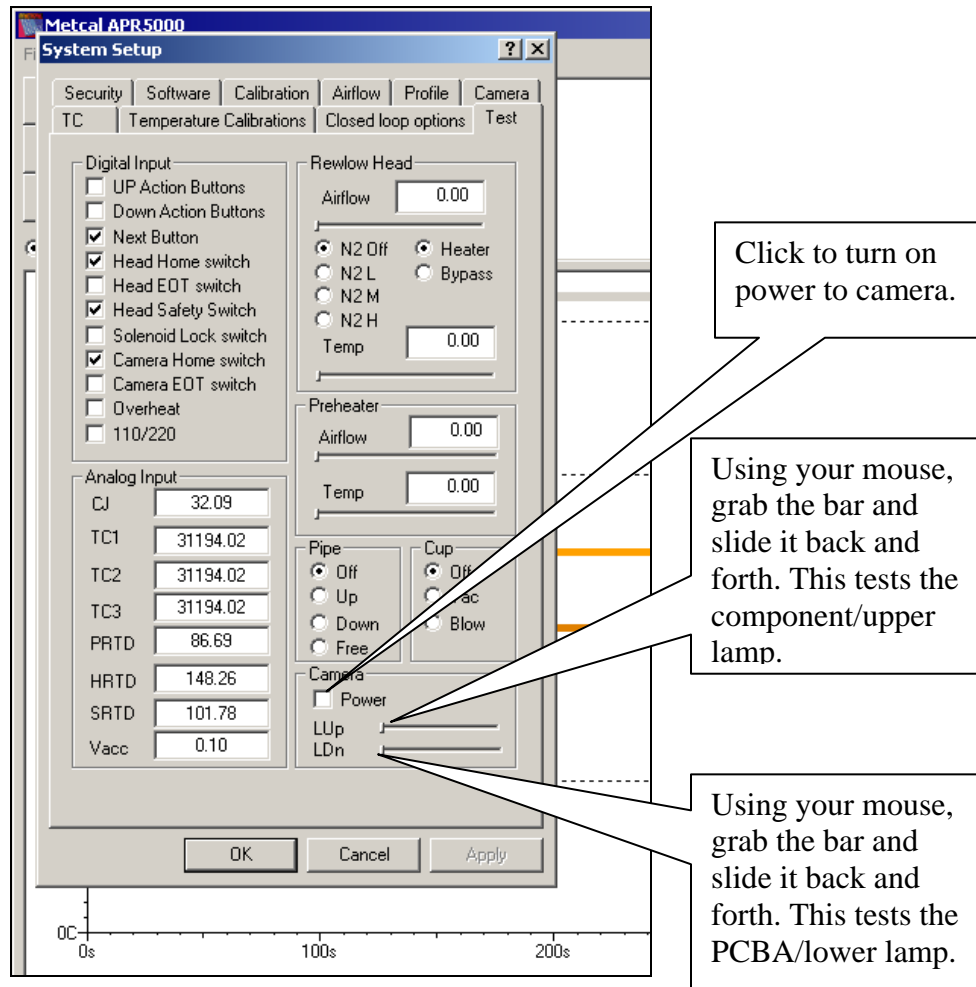 Metcal APR5000
System Setup
Security Software Calibration Airflow Profile Camera
TC Temperature Calibrations Closed loop options Test
Digital Input
UP Action Buttons
Down Action Buttons
Next Button
Head Home switch
Head EOT switch
Head Safety Switch
Solenoid Lock switch
Camera Home switch
Camera EOT switch
Overheat
110/220
Analog Input
CJ 32.09
TC1 31194.02
TC2 31194.02
TC3 31194.02
PRTD 86.69
HRTD 148.26
SRTD 101.78
Vacc 0.10
Rewlow Head
Airflow 0.00
N2 Off Heater
N2 L Bypass
N2 M
N2 H
Temp 0.00
Preheater
Airflow 0.00
Temp 0.00
Pipe
Off
Up
Down
Free
Cup
Off
Blow
Camera
Power
LUp
LDn
OK Cancel Apply
0C
0s 100s 200s
Click to turn on
power to camera.
Using your mouse,
grab the bar and
slide it back and
forth. This tests the
component/upper
lamp.
Using your mouse,
grab the bar and
slide it back and
forth. This tests the
PCBA/lower lamp.